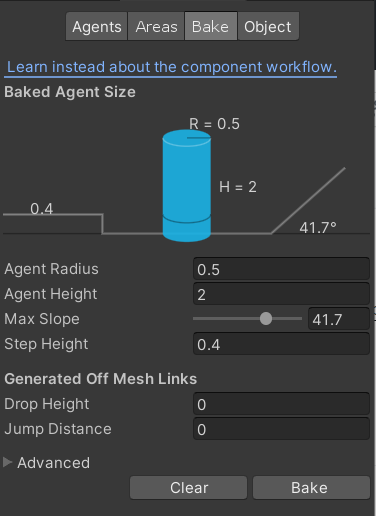 Agents Areas Bake Object
Learn instead about the component workflow.
Baked Agent Size
R = 0.5
H = 2
0.4
41.7°
Agent Radius 0.5
Agent Height 2
Max Slope 41.7
Step Height 0.4
Generated Off Mesh Links
Drop Height 0
Jump Distance 0
Advanced
Clear Bake